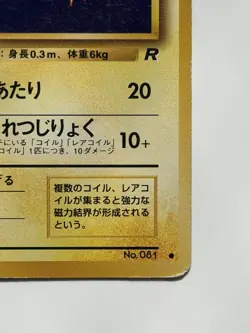 ：身長0.3m、体重6kg
R
あたり 20
れつじりょく 10+
チにいる「コイル」「レアコイル」
コイル」1匹につき、10ダメージ
げる
複数のコイル、レアコ
イルが集まると強力な
磁力結界が形成される
という。
No.081 ●